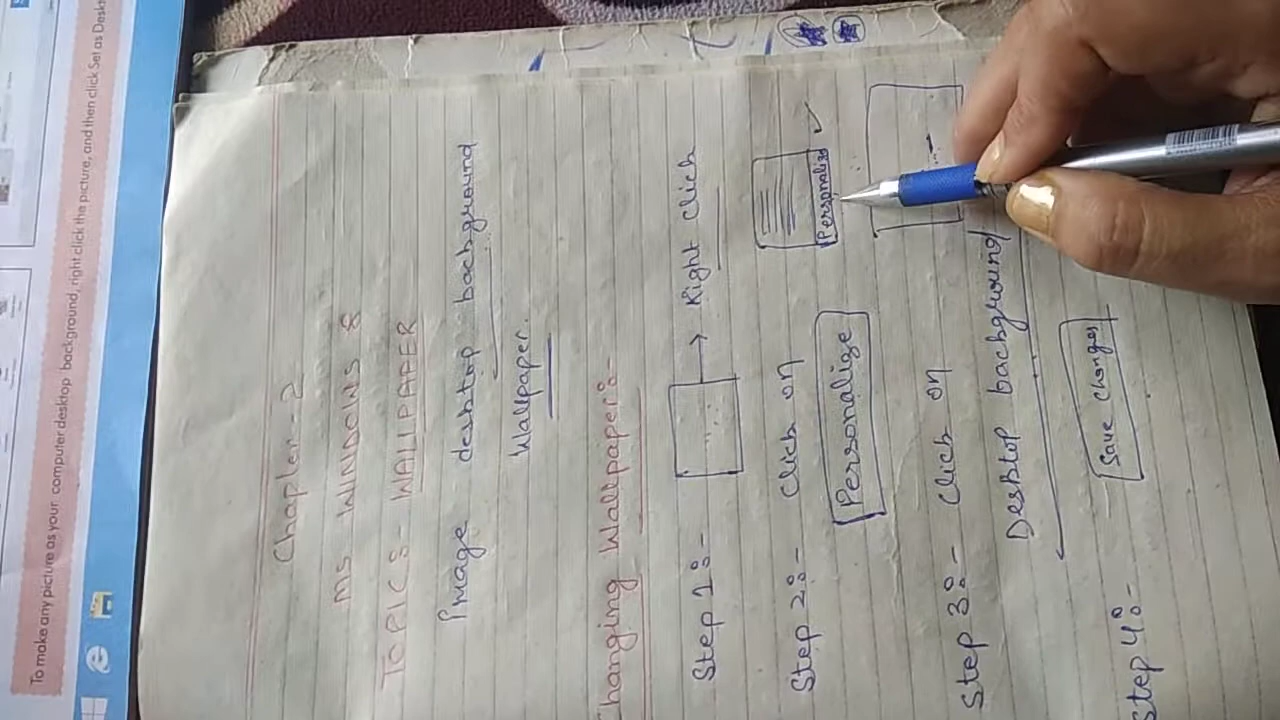 To make any picture as your computer desktop background, right click the picture, and then click Set as Desk
Chapter-2
MS WINDOWS 8
TOPIC:- WALLPAPER
Image desktop background
Wallpaper.
Changing Wallpaper:-
Step 1:- → Right Click
Step 2:- Click on
Personalize
Personalize ✓
Step 3:- Click on
Desktop background
Step 4:- Save Changes